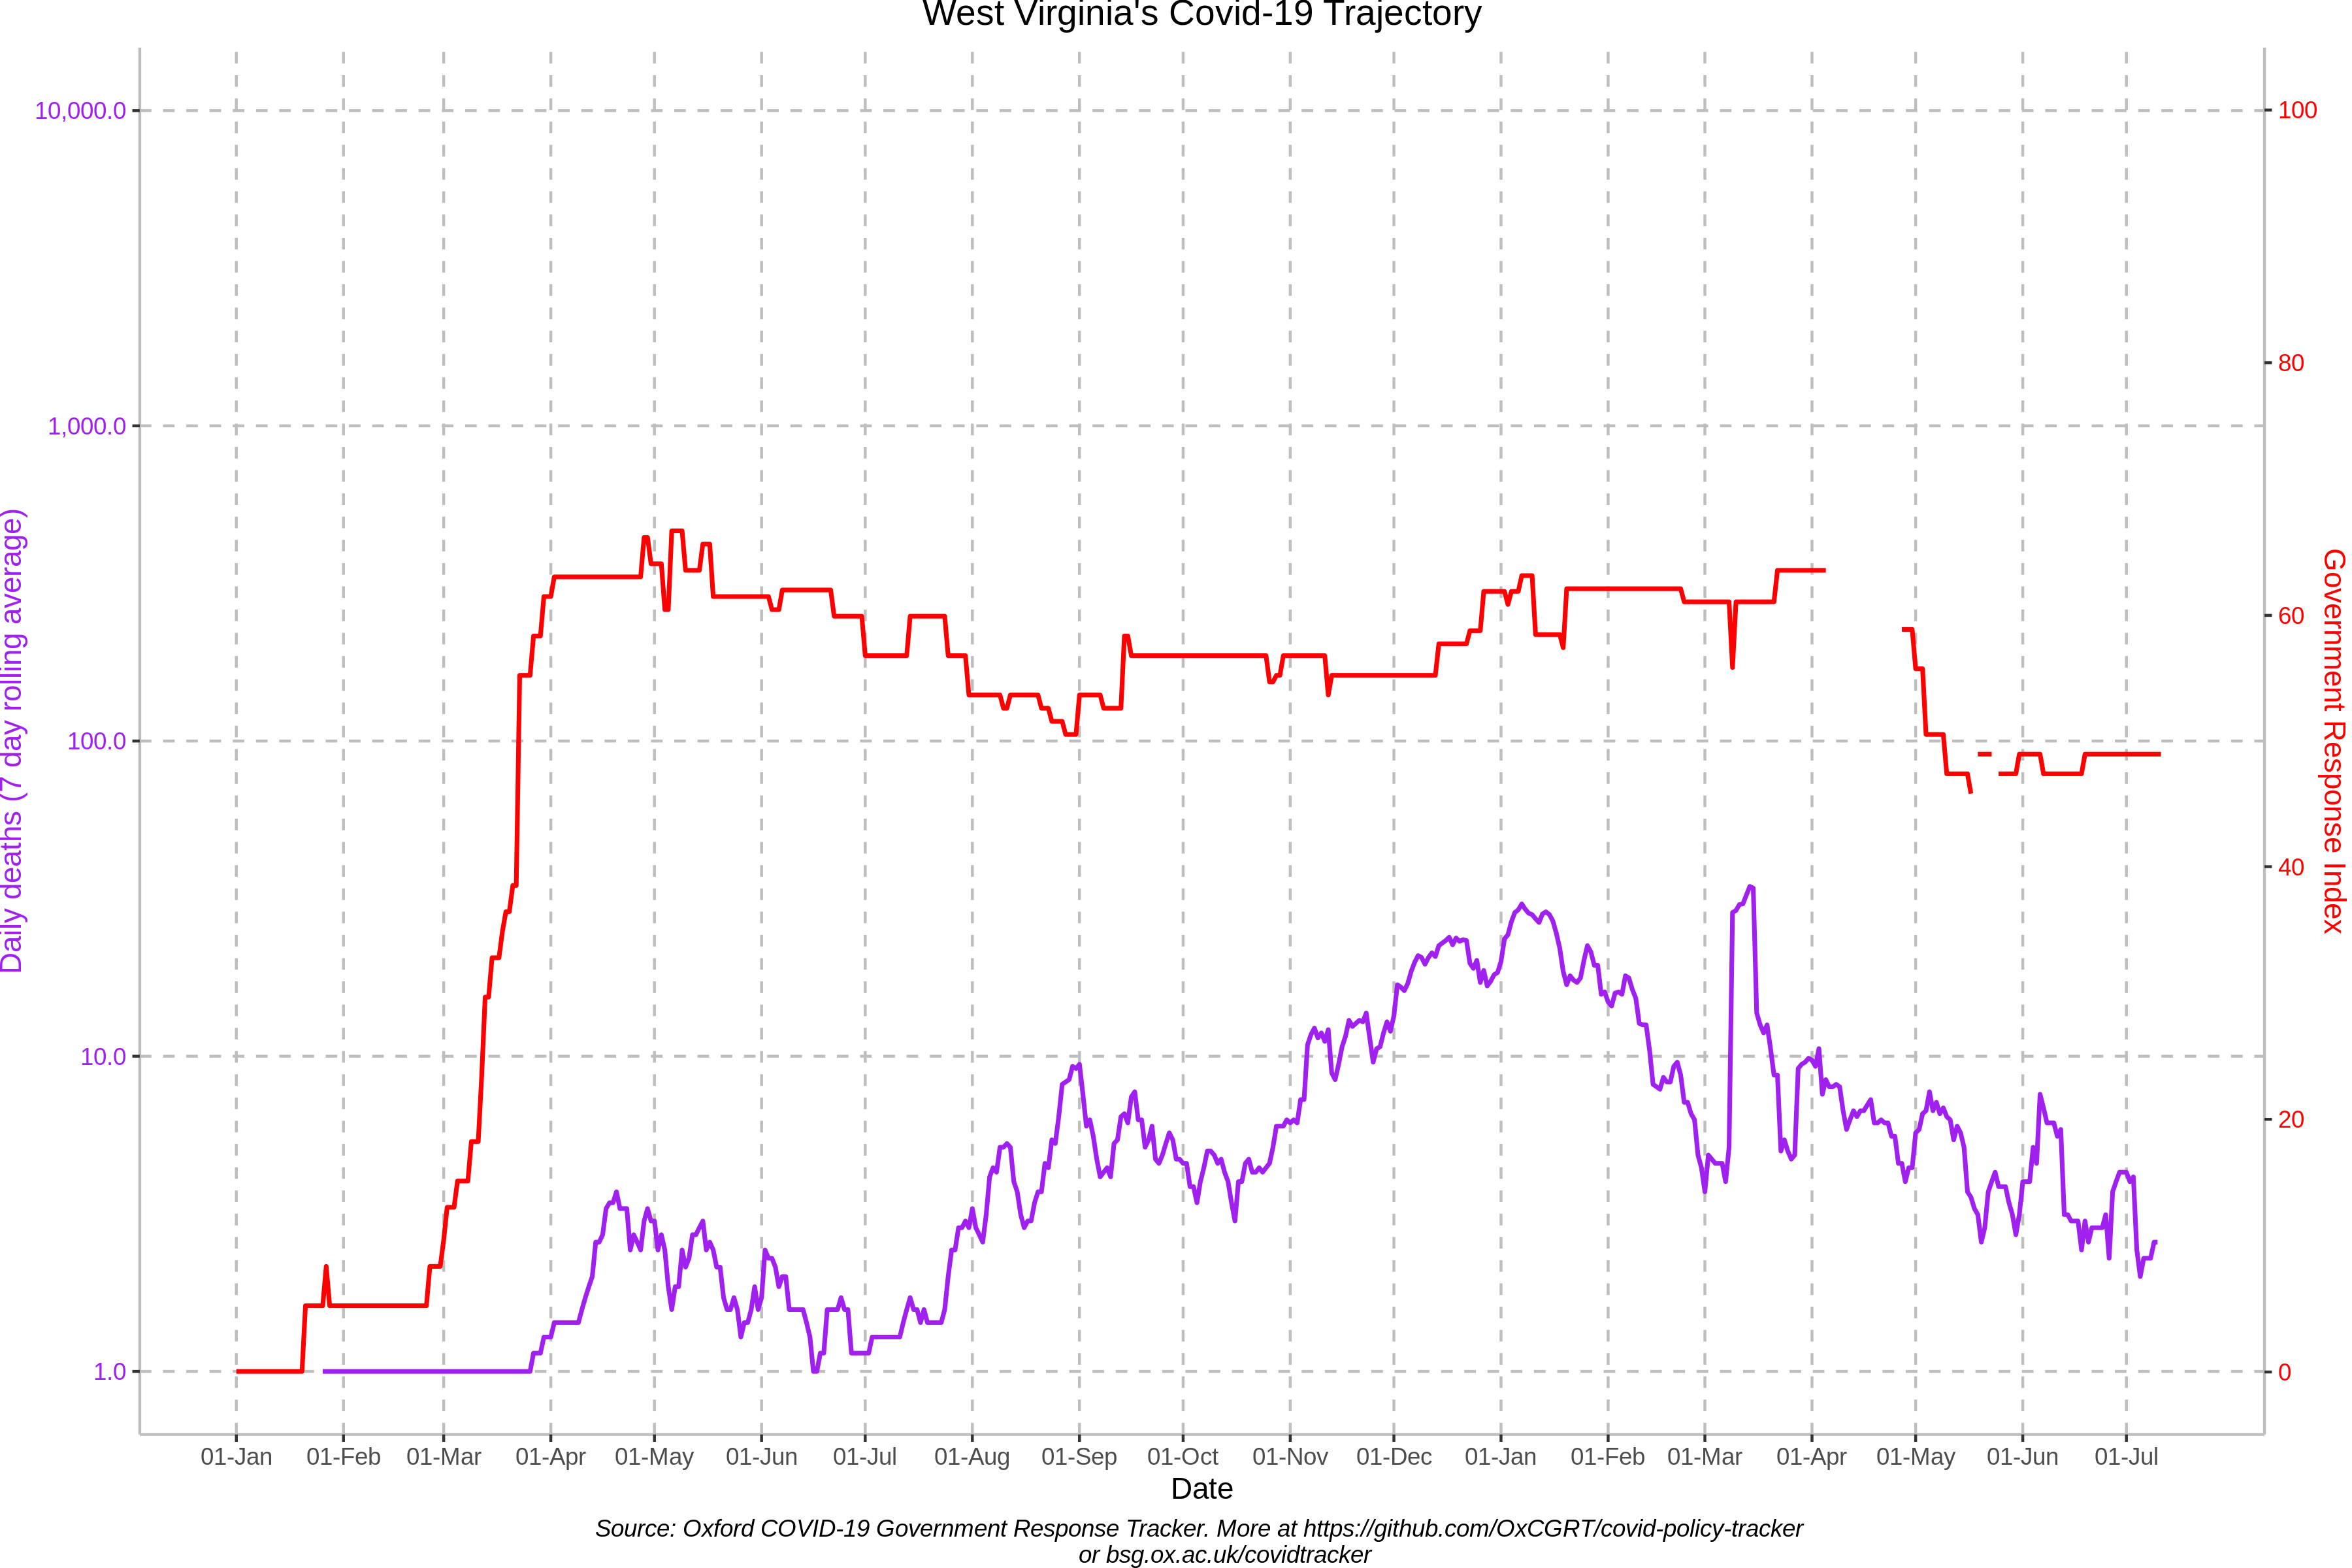 West Virginia's Covid-19 Trajectory
10,000.0
1,000.0
100.0
10.0
1.0
Daily deaths (7 day rolling average)
100
80
60
40
20
0
Government Response Index
01-Jan 01-Feb 01-Mar 01-Apr 01-May 01-Jun 01-Jul 01-Aug 01-Sep 01-Oct 01-Nov 01-Dec 01-Jan 01-Feb 01-Mar 01-Apr 01-May 01-Jun 01-Jul
Date
Source: Oxford COVID-19 Government Response Tracker. More at https://github.com/OxCGRT/covid-policy-tracker
or bsg.ox.ac.uk/covidtracker